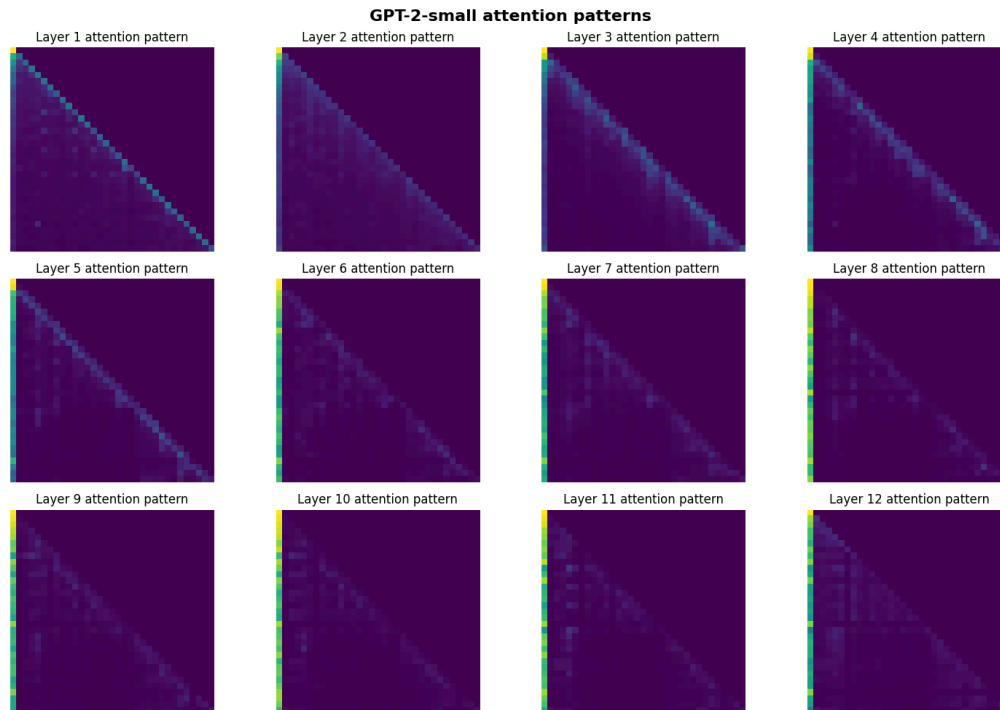 GPT-2-small attention patterns
Layer 1 attention pattern
Layer 2 attention pattern
Layer 3 attention pattern
Layer 4 attention pattern
Layer 5 attention pattern
Layer 6 attention pattern
Layer 7 attention pattern
Layer 8 attention pattern
Layer 9 attention pattern
Layer 10 attention pattern
Layer 11 attention pattern
Layer 12 attention pattern